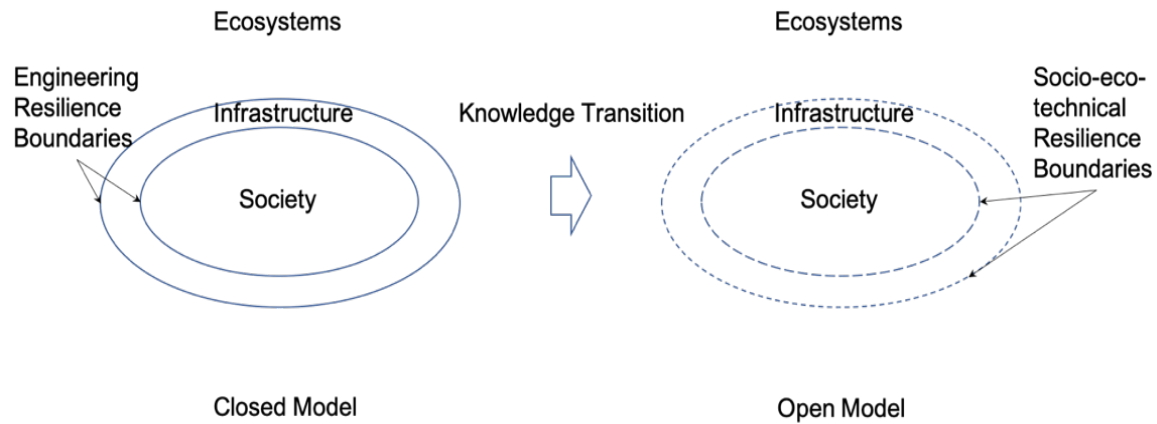 Ecosystems
Engineering
Resilience
Boundaries
Infrastructure
Society
Closed Model
Knowledge Transition
Ecosystems
Infrastructure
Society
Socio-eco-
technical
Resilience
Boundaries
Open Model